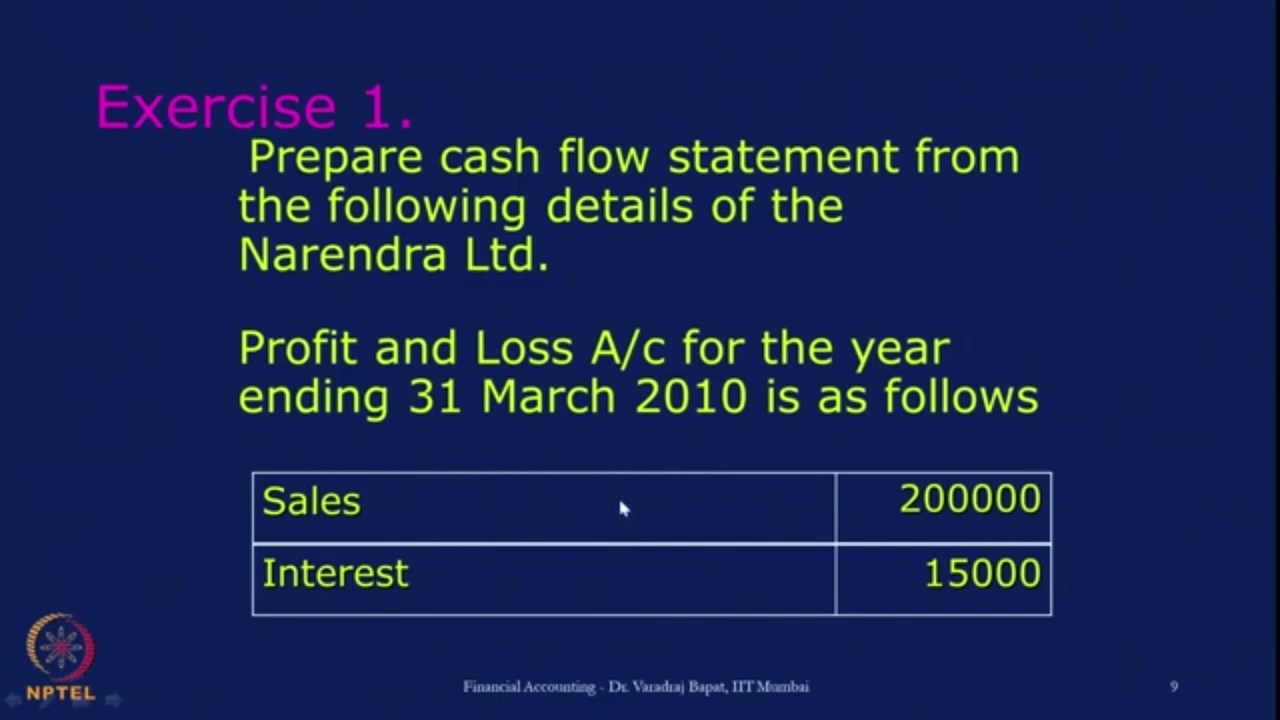 Exercise 1.
Prepare cash flow statement from
the following details of the
Narendra Ltd.
Profit and Loss A/c for the year
ending 31 March 2010 is as follows
Sales 200000
Interest 15000
NPTEL
Financial Accounting - Dr. Varadraj Bapat, IIT Mumbai
9